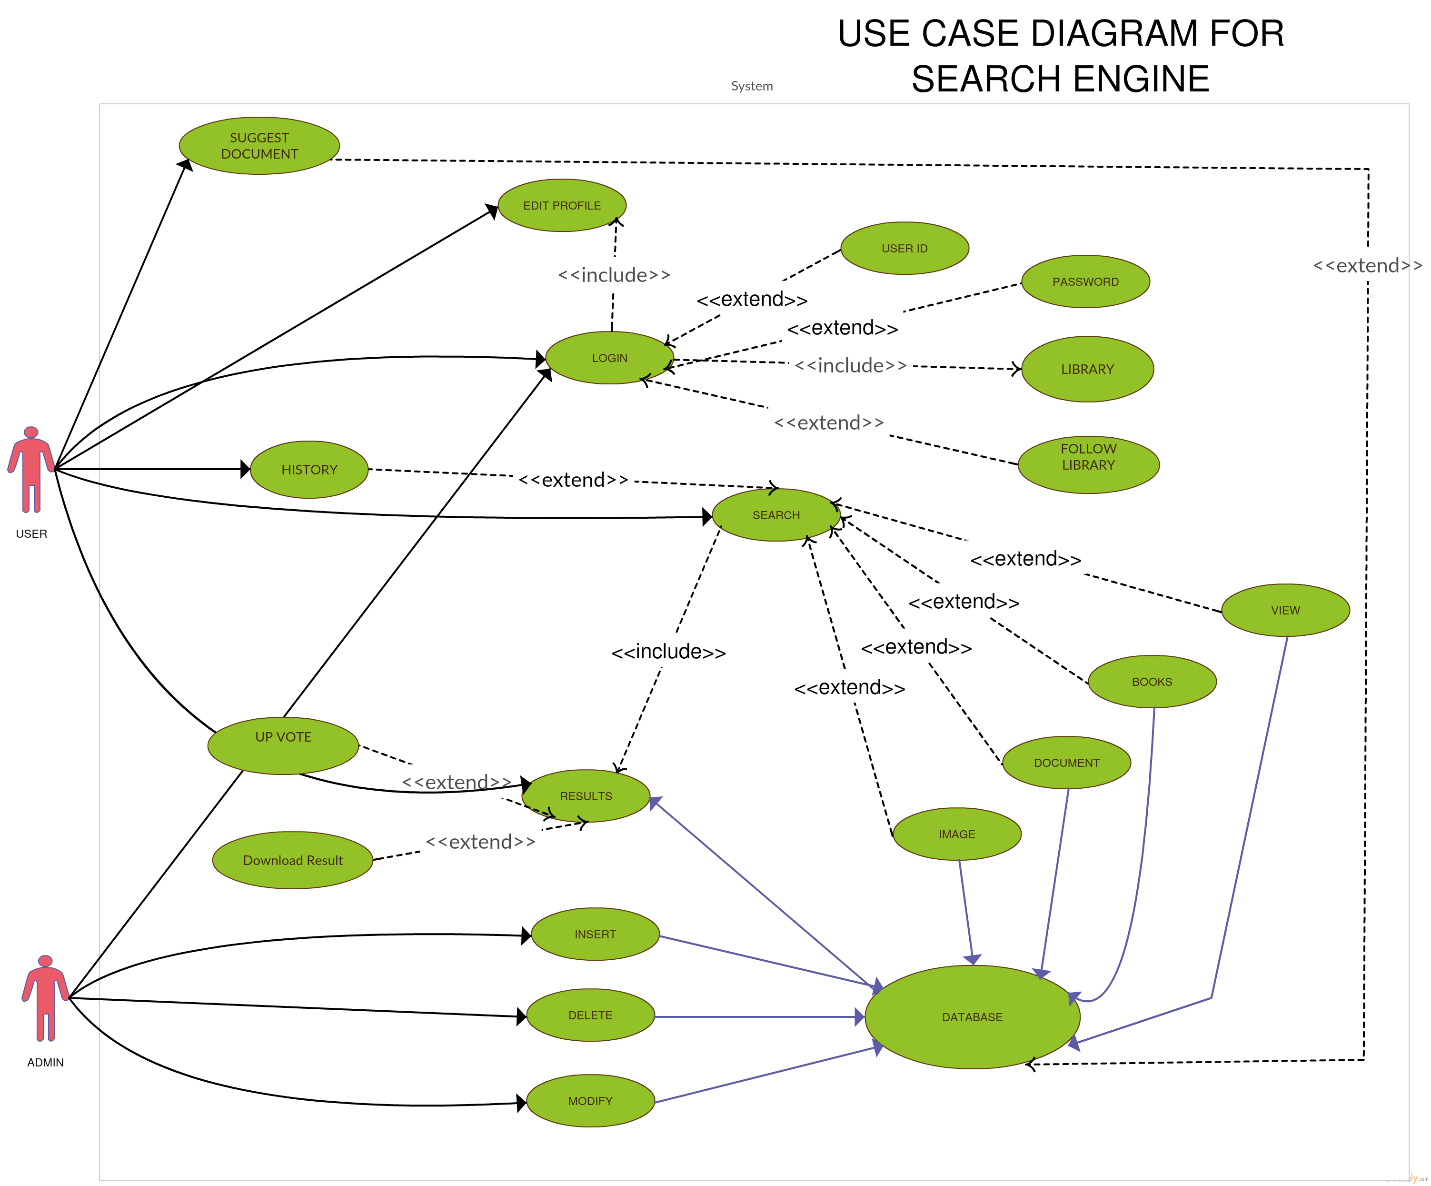 USE CASE DIAGRAM FOR
SEARCH ENGINE
System
SUGGEST
DOCUMENT
EDIT PROFILE
USER ID
<<extend>>
<<include>>
PASSWORD
<<extend>>
<<extend>>
LOGIN
<<include>>
LIBRARY
<<extend>>
FOLLOW
LIBRARY
HISTORY
<<extend>>
SEARCH
USER
<<extend>>
<<extend>>
VIEW
<<extend>>
<<include>>
BOOKS
<<extend>>
UP VOTE
DOCUMENT
<<extend>>
RESULTS
IMAGE
<<extend>>
Download Result
INSERT
DELETE
DATABASE
ADMIN
MODIFY